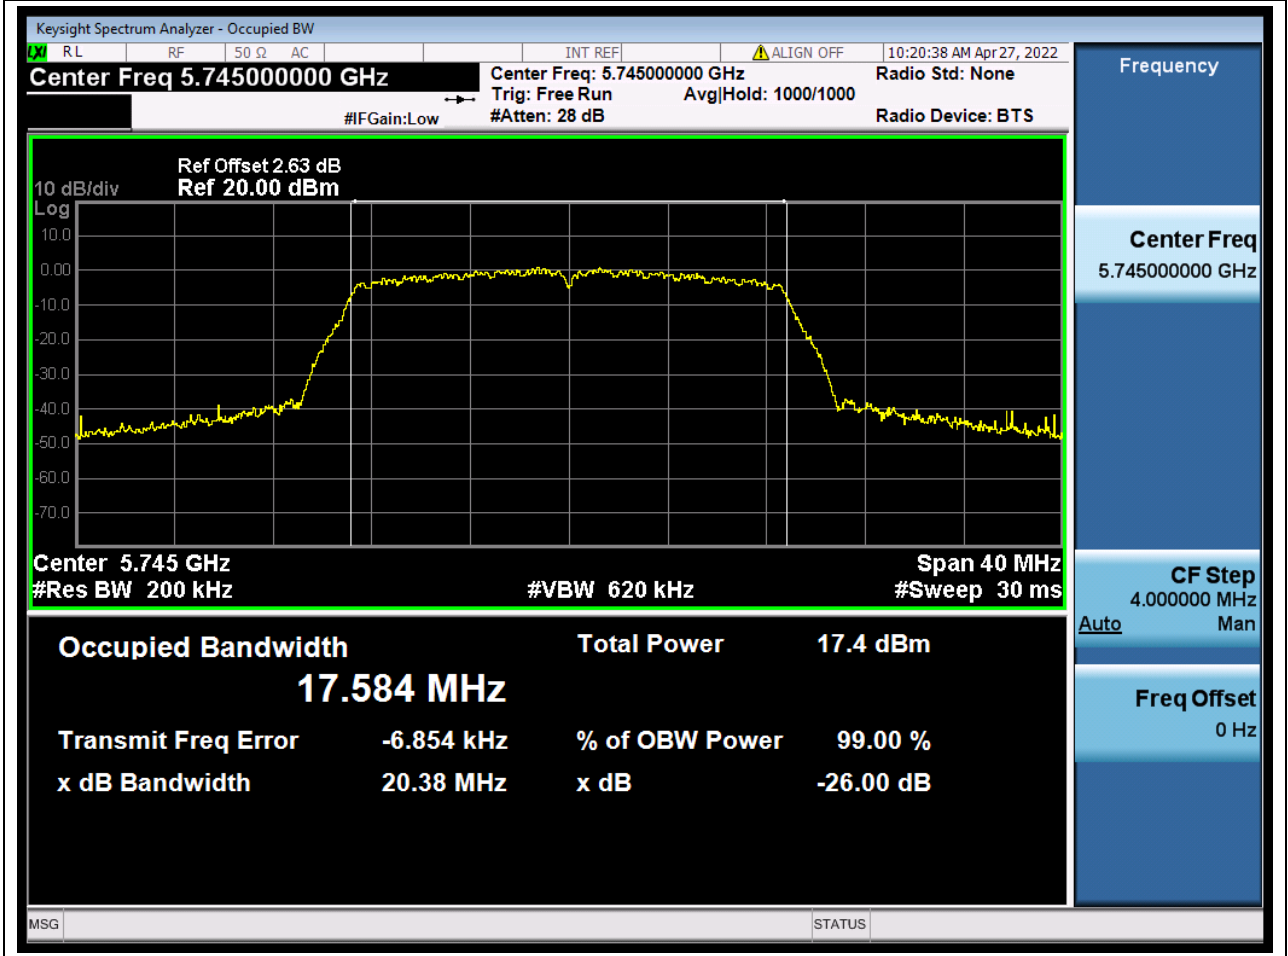 Keysight Spectrum Analyzer - Occupied BW
LXI RL RF 50 Ω AC INT REF ALIGN OFF 10:20:38 AM Apr 27, 2022
Center Freq 5.745000000 GHz
Center Freq: 5.745000000 GHz Radio Std: None
Trig: Free Run Avg|Hold: 1000/1000
#IFGain:Low #Atten: 28 dB Radio Device: BTS
Ref Offset 2.63 dB
10 dB/div Ref 20.00 dBm
Log
10.0
0.00
-10.0
-20.0
-30.0
-40.0
-50.0
-60.0
-70.0
Center 5.745 GHz Span 40 MHz
#Res BW 200 kHz #VBW 620 kHz #Sweep 30 ms
Occupied Bandwidth Total Power 17.4 dBm
17.584 MHz
Transmit Freq Error -6.854 kHz % of OBW Power 99.00 %
x dB Bandwidth 20.38 MHz x dB -26.00 dB
MSG STATUS
Frequency
Center Freq
5.745000000 GHz
CF Step
4.000000 MHz
Auto Man
Freq Offset
0 Hz